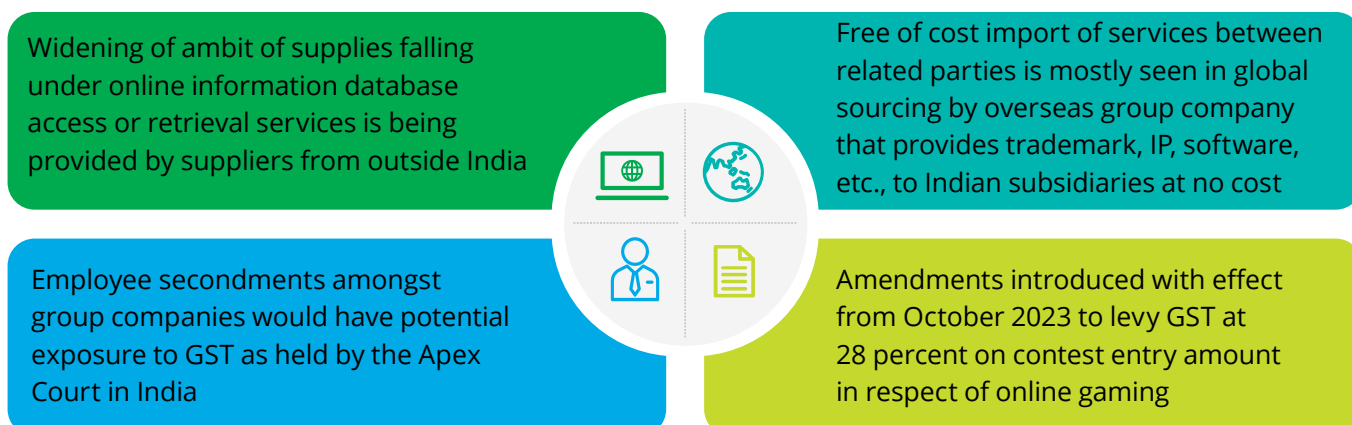 Widening of ambit of supplies falling
under online information database
access or retrieval services is being
provided by suppliers from outside India
Free of cost import of services between
related parties is mostly seen in global
sourcing by overseas group company
that provides trademark, IP, software,
etc., to Indian subsidiaries at no cost
Employee secondments amongst
group companies would have potential
exposure to GST as held by the Apex
Court in India
Amendments introduced with effect
from October 2023 to levy GST at
28 percent on contest entry amount
in respect of online gaming